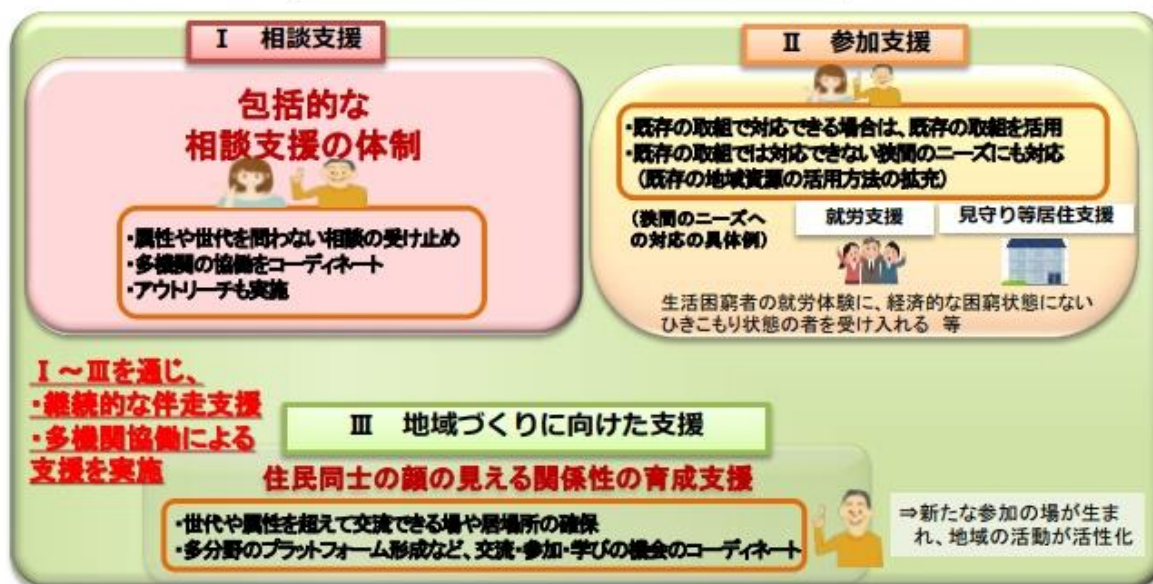 Ⅰ 相談支援
包括的な
相談支援の体制
・属性や世代を問わない相談の受け止め
・多機関の協働をコーディネート
・アウトリーチも実施
Ⅱ 参加支援
・既存の取組で対応できる場合は、既存の取組を活用
・既存の取組では対応できない狭間のニーズにも対応
(既存の地域資源の活用方法の拡充)
(狭間のニーズへ
の対応の具体例)
就労支援
見守り等居住支援
生活困窮者の就労体験に、経済的な困窮状態にない
ひきこもり状態の者を受け入れる 等
Ⅰ~Ⅲを通じ、
・継続的な伴走支援
・多機関協働による
支援を実施
Ⅲ 地域づくりに向けた支援
住民同士の顔の見える関係性の育成支援
・世代や属性を超えて交流できる場や居場所の確保
・多分野のプラットフォーム形成など、交流・参加・学びの機会のコーディネート
⇒新たな参加の場が生ま
れ、地域の活動が活性化